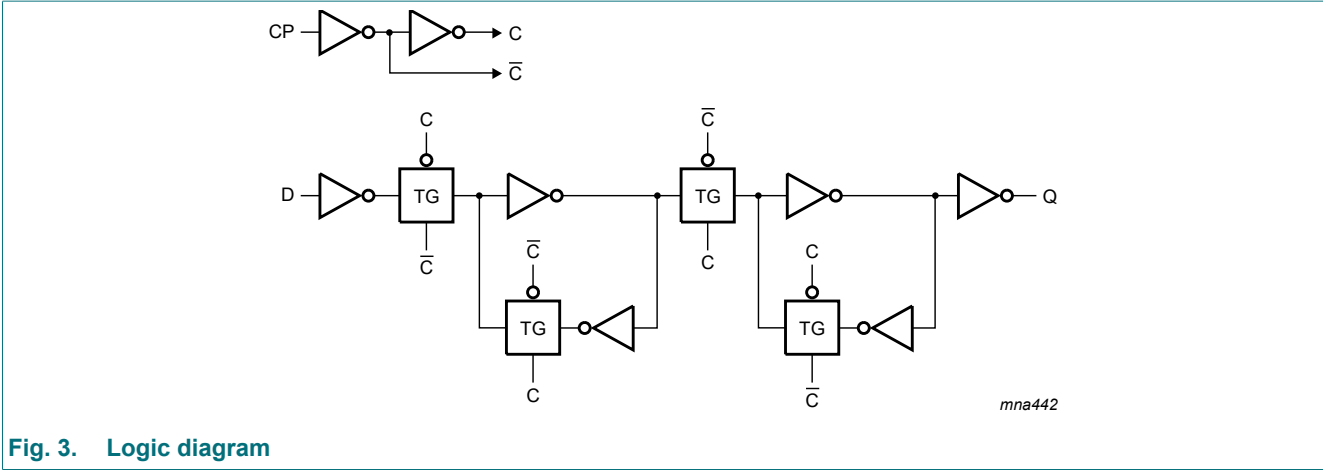 CP C
C̅
C C̅
D TG TG Q
C̅ C̅ C C
TG TG
C C̅
mna442
Fig. 3. Logic diagram